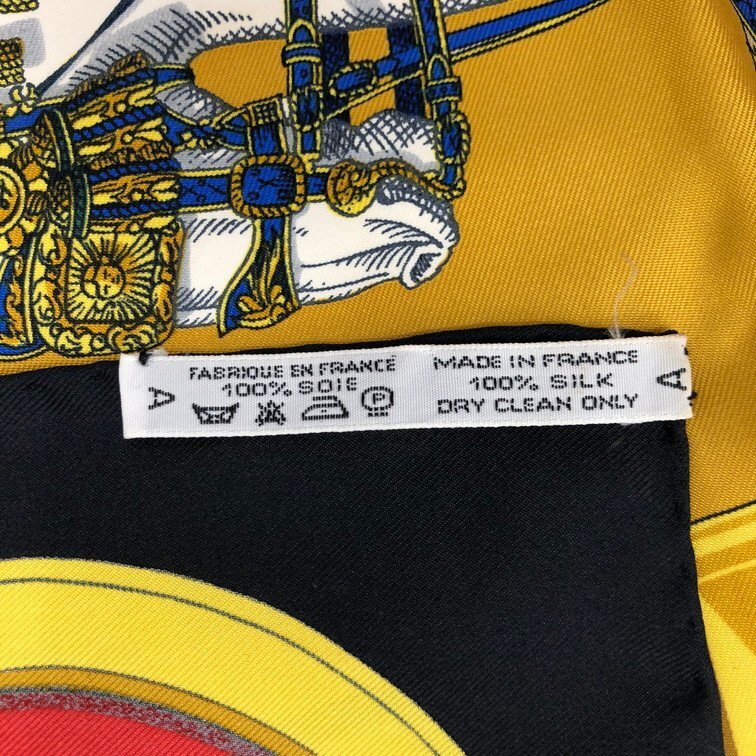 FABRIQUE EN FRANCE
100% SOIE
P
MADE IN FRANCE
100% SILK
DRY CLEAN ONLY
A
A